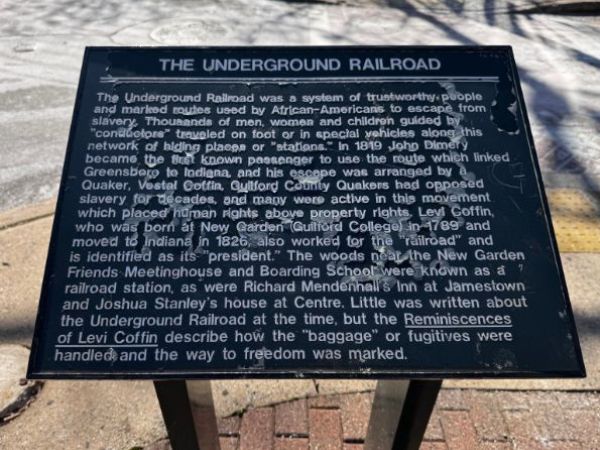 THE UNDERGROUND RAILROAD
The Underground Railroad was a system of trustworthy people
and marked routes used by African-Americans to escape from
slavery. Thousands of men, women and children guided by
"conductors" traveled on foot or in special vehicles along this
network of hiding places or "stations." In 1819 John Dimery
became the first known passenger to use the route which linked
Greensboro to Indiana, and his escape was arranged by a
Quaker, Vestal Coffin. Guilford County Quakers had opposed
slavery for decades, and many were active in this movement
which placed human rights above property rights. Levi Coffin,
who was born at New Garden (Guilford College) in 1789 and
moved to Indiana in 1826, also worked for the "railroad" and
is identified as its "president." The woods near the New Garden
Friends Meetinghouse and Boarding School were known as a
railroad station, as were Richard Mendenhall's Inn at Jamestown
and Joshua Stanley's house at Centre. Little was written about
the Underground Railroad at the time, but the Reminiscences
of Levi Coffin describe how the "baggage" or fugitives were
handled and the way to freedom was marked.